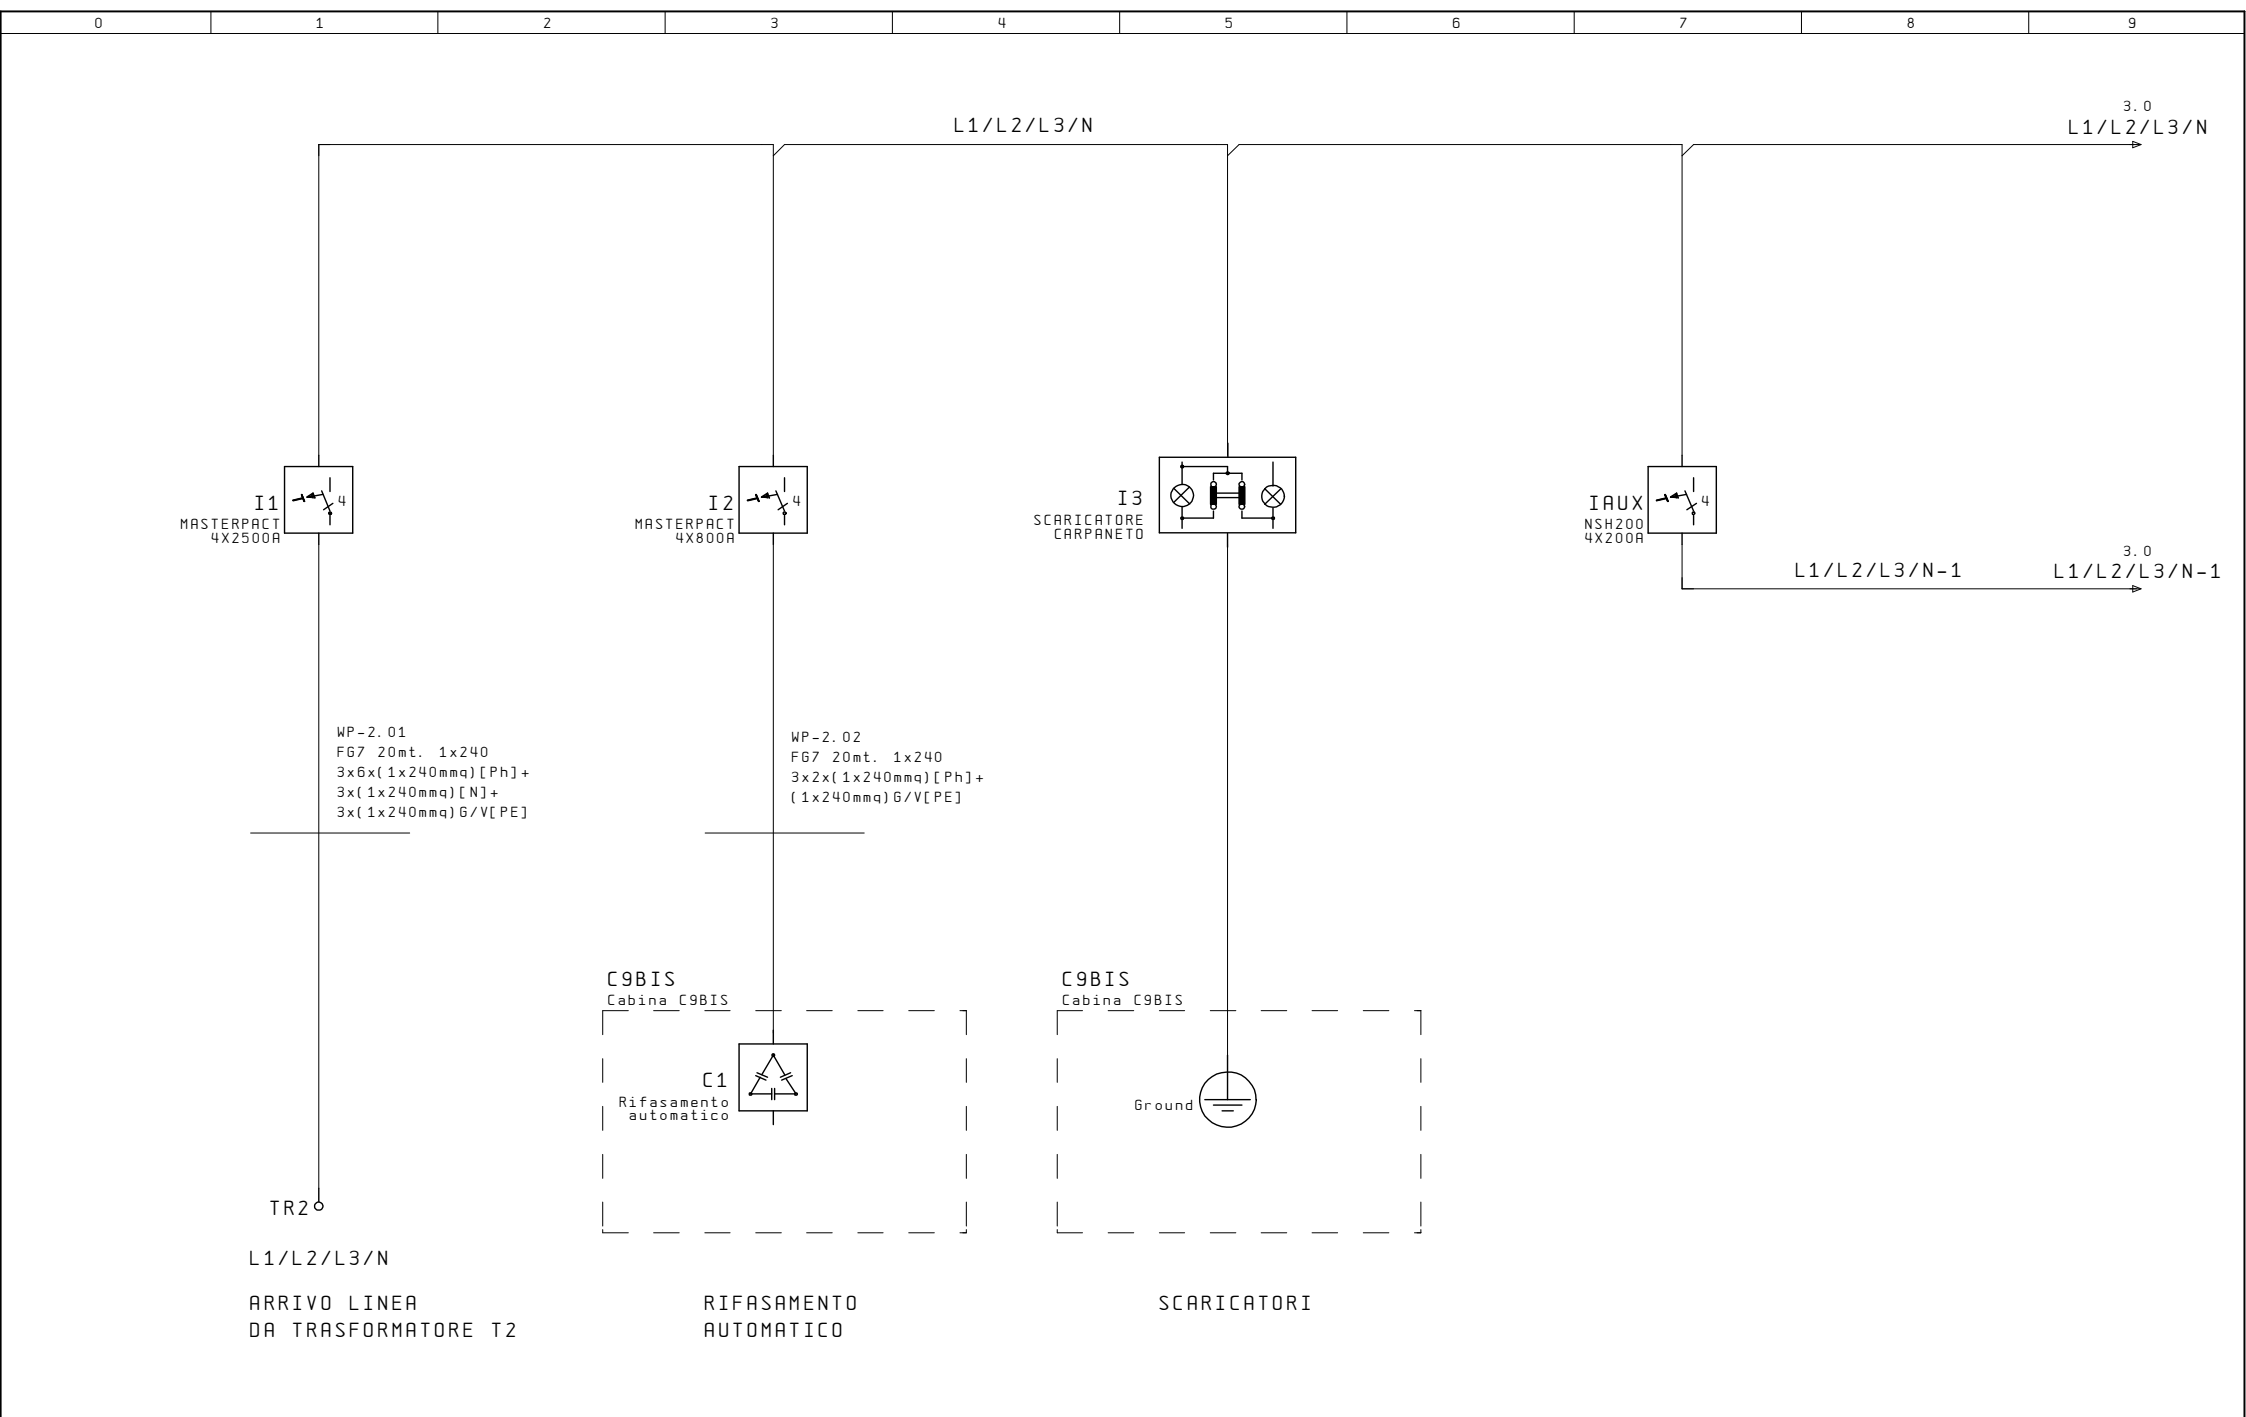 0 1 2 3 4 5 6 7 8 9
3.0
L1/L2/L3/N
L1/L2/L3/N
I1
MASTERPACT
4X2500A
4
I2
MASTERPACT
4X800A
4
I3
SCARICATORE
CARPANETO
IAUX
NSH200
4X200A
4
L1/L2/L3/N-1
3.0
L1/L2/L3/N-1
WP-2.01
FG7 20mt. 1x240
3x6x(1x240mmq)[Ph]+
3x(1x240mmq)[N]+
3x(1x240mmq)G/V[PE]
WP-2.02
FG7 20mt. 1x240
3x2x(1x240mmq)[Ph]+
(1x240mmq)G/V[PE]
C9BIS
Cabina C9BIS
C1
Rifasamento
automatico
C9BIS
Cabina C9BIS
Ground
TR2
L1/L2/L3/N
ARRIVO LINEA
DA TRASFORMATORE T2
RIFASAMENTO
AUTOMATICO
SCARICATORI